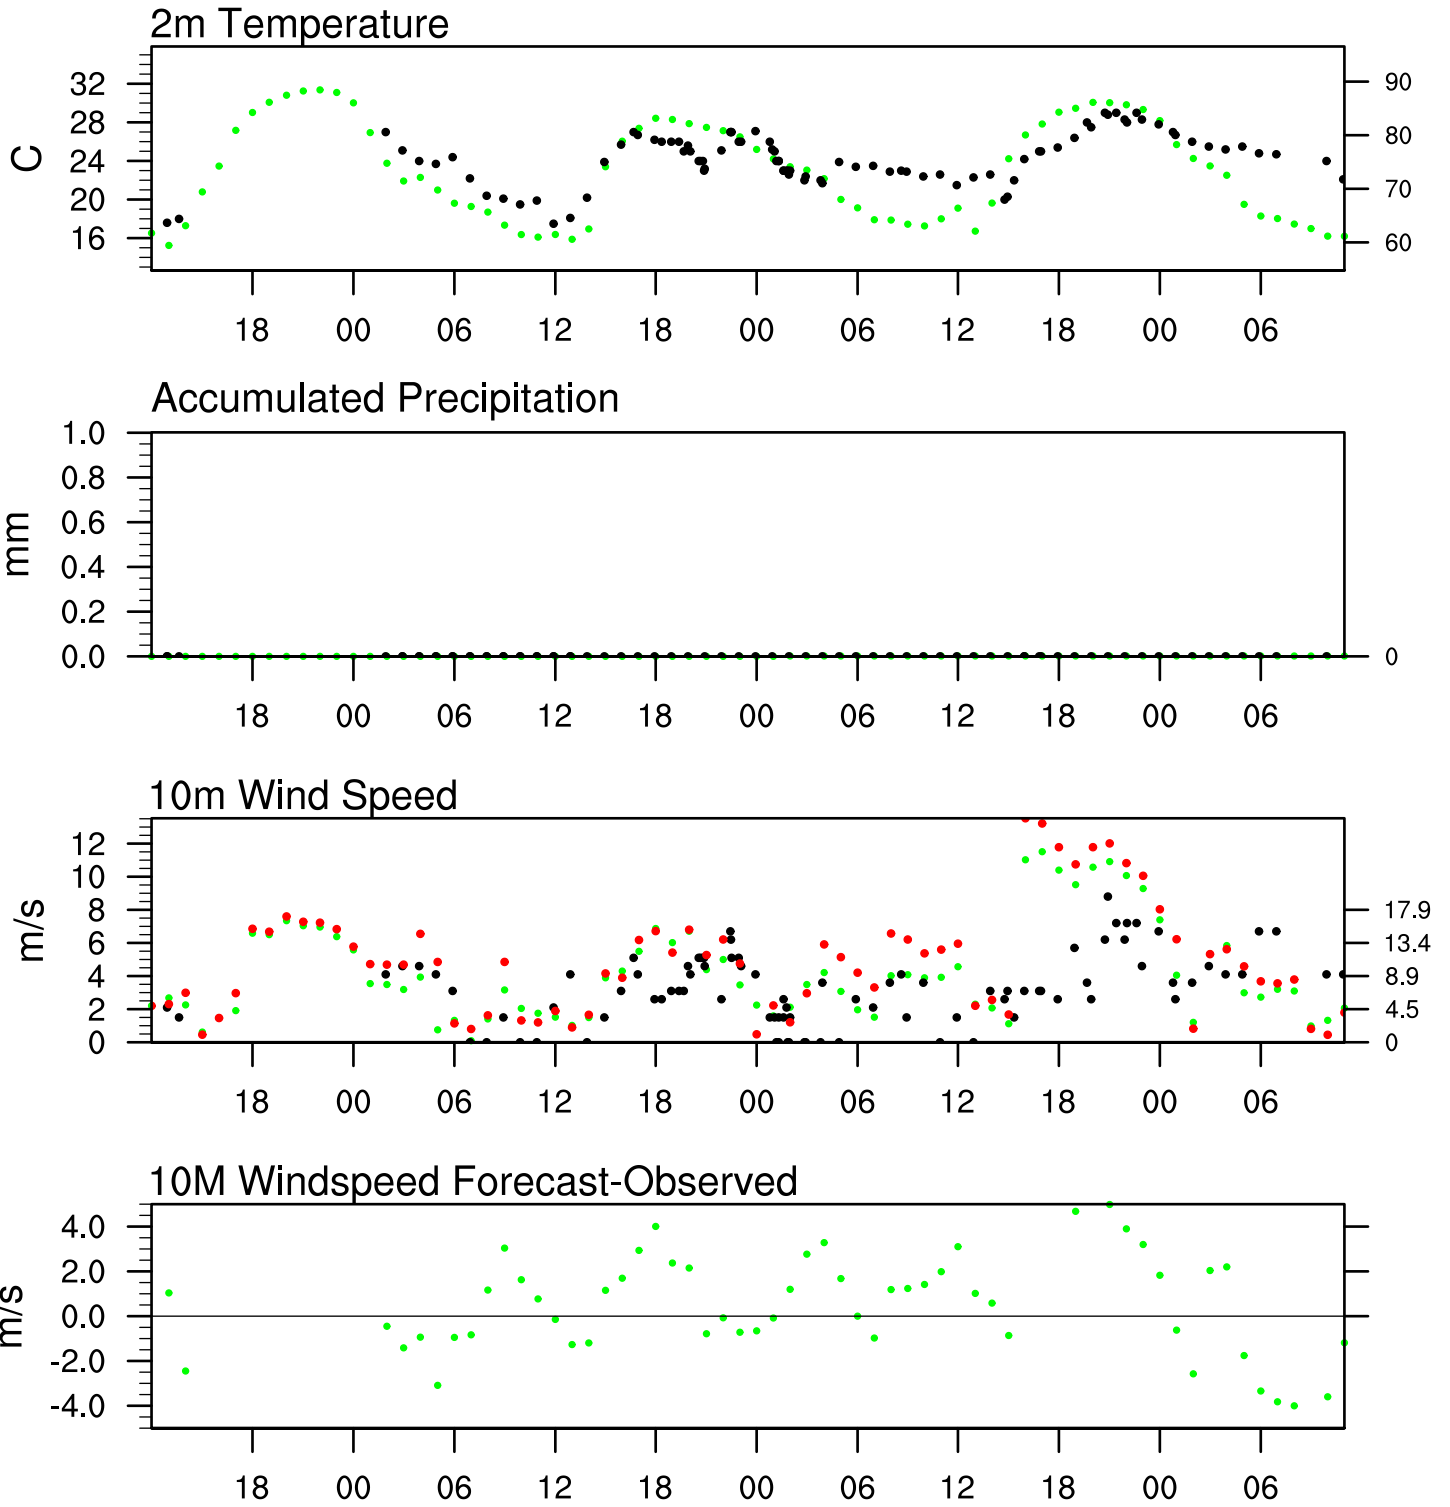 2m Temperature
C
32
28
24
20
16
90
80
70
60
18 00 06 12 18 00 06 12 18 00 06
Accumulated Precipitation
mm
1.0
0.8
0.6
0.4
0.2
0.0
0
18 00 06 12 18 00 06 12 18 00 06
10m Wind Speed
m/s
12
10
8
6
4
2
0
17.9
13.4
8.9
4.5
0
18 00 06 12 18 00 06 12 18 00 06
10M Windspeed Forecast-Observed
m/s
4.0
2.0
0.0
-2.0
-4.0
18 00 06 12 18 00 06 12 18 00 06